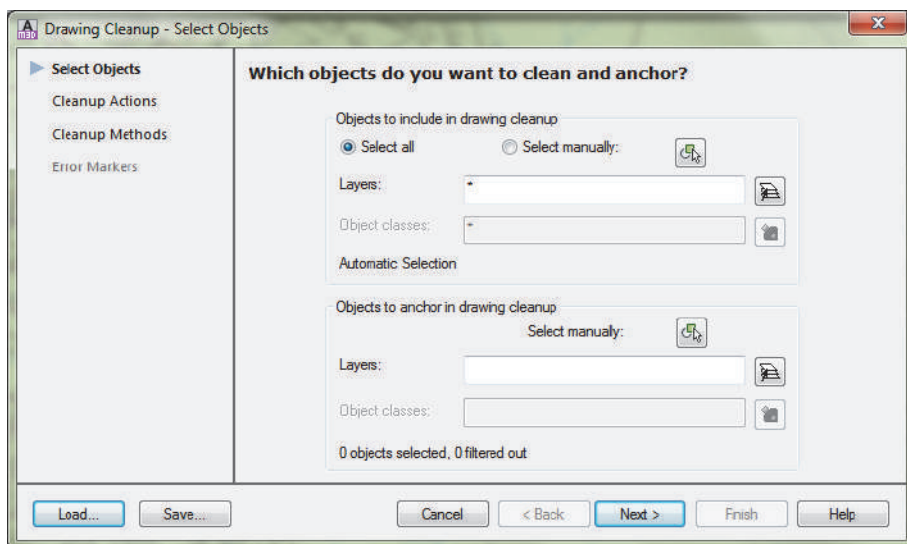 Drawing Cleanup - Select Objects
Select Objects
Cleanup Actions
Cleanup Methods
Error Markers
Which objects do you want to clean and anchor?
Objects to include in drawing cleanup
Select all Select manually:
Layers: *
Object classes: *
Automatic Selection
Objects to anchor in drawing cleanup
Select manually:
Layers:
Object classes:
0 objects selected, 0 filtered out
Load... Save... Cancel < Back Next > Finish Help